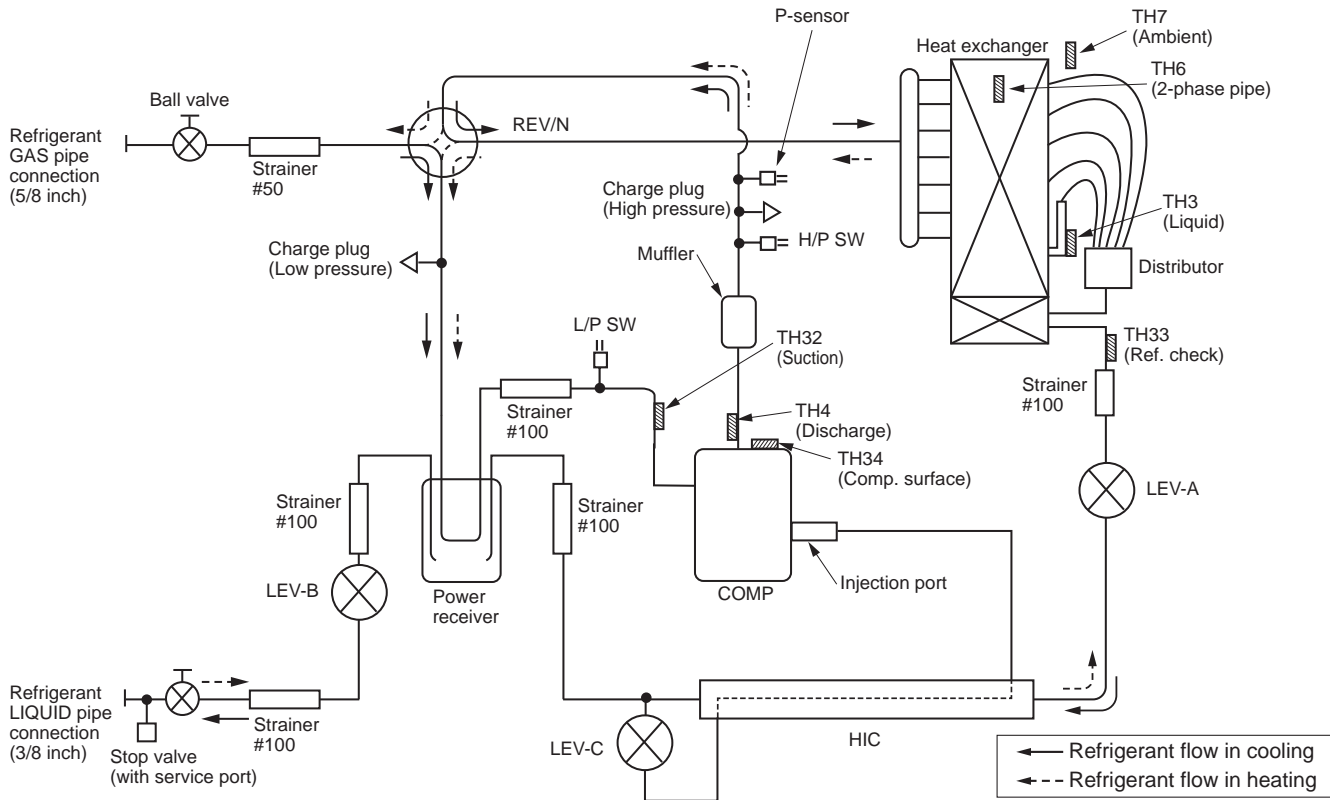 P-sensor
TH7
(Ambient)
Heat exchanger
TH6
(2-phase pipe)
Ball valve
REV/N
Refrigerant
GAS pipe
connection
(5/8 inch)
Strainer
#50
Charge plug
(High pressure)
TH3
(Liquid)
H/P SW
Charge plug
(Low pressure)
Muffler
Distributor
L/P SW
TH32
(Suction)
TH33
(Ref. check)
Strainer
#100
Strainer
#100
TH4
(Discharge)
TH34
(Comp. surface)
LEV-A
Strainer
#100
Strainer
#100
Injection port
LEV-B
Power
receiver
COMP
Refrigerant
LIQUID pipe
connection
(3/8 inch)
Strainer
#100
Stop valve
(with service port)
LEV-C
HIC
Refrigerant flow in cooling
Refrigerant flow in heating